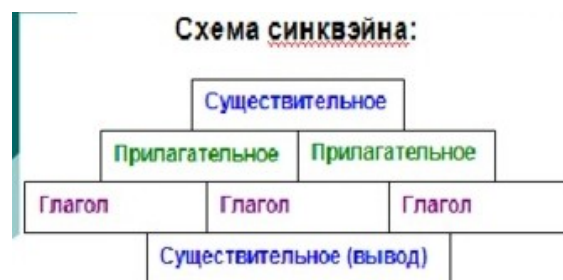 Схема синквэйна:
Существительное
Прилагательное Прилагательное
Глагол Глагол Глагол
Существительное (вывод)